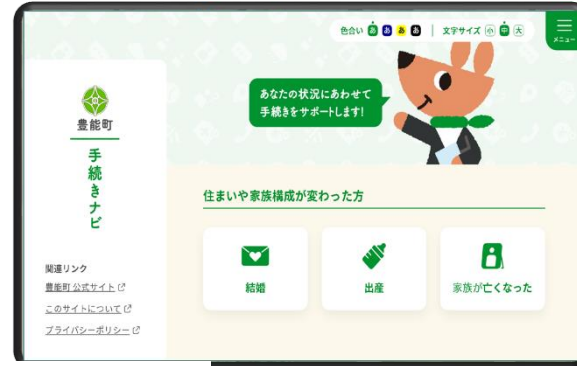 色合い あ あ あ あ | 文字サイズ 小 中 大
メニュー
あなたの状況にあわせて
手続きをサポートします!
豊能町
手続きナビ
住まいや家族構成が変わった方
結婚
出産
家族が亡くなった
関連リンク
豊能町公式サイト
このサイトについて
プライバシーポリシー